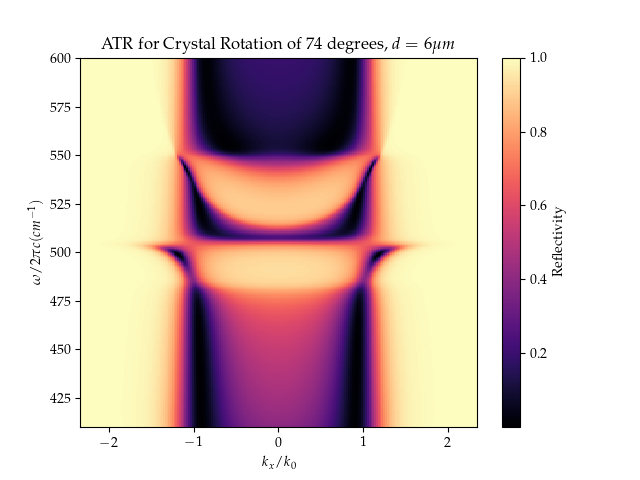 ATR for Crystal Rotation of 74 degrees, d = 6μm
600
575
550
525
500
475
450
425
ω/2πc(cm⁻¹)
−2 −1 0 1 2
kₓ/k₀
1.0
0.8
0.6
0.4
0.2
Reflectivity